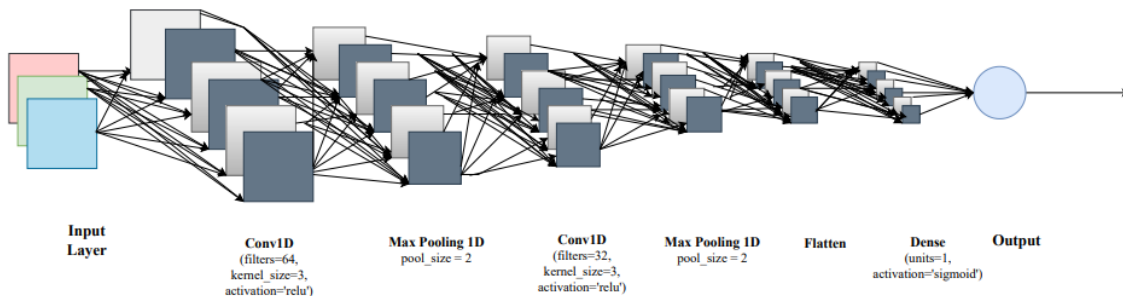 Input
Layer
Conv1D
(filters=64,
kernel_size=3,
activation='relu')
Max Pooling 1D
pool_size = 2
Conv1D
(filters=32,
kernel_size=3,
activation='relu')
Max Pooling 1D
pool_size = 2
Flatten
Dense
(units=1,
activation='sigmoid')
Output